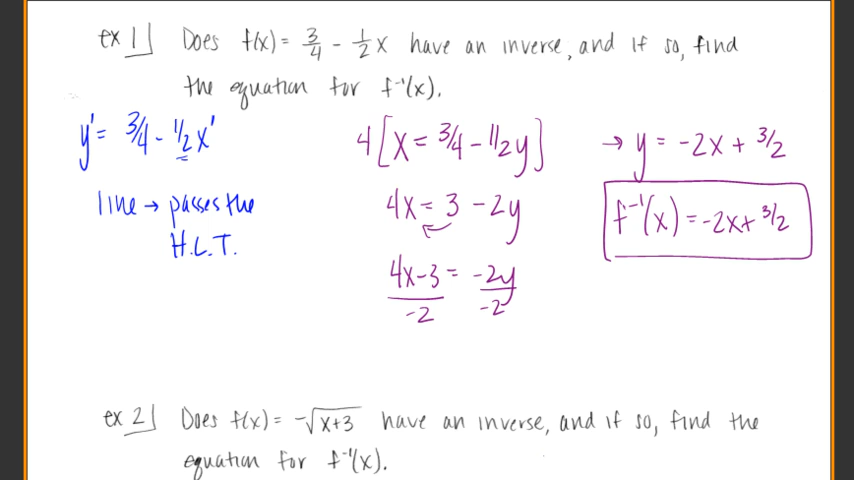 ex 1 Does f(x) = 3/4 - 1/2 x have an inverse, and if so, find
the equation for f⁻¹(x).
y' = 3/4 - 1/2 x'
line → passes the
H.L.T.
4[x = 3/4 - 1/2y]
4x = 3 - 2y
4x-3 = -2y
-2 -2
→ y = -2x + 3/2
f⁻¹(x) = -2x + 3/2
ex 2 Does f(x) = -√(x+3) have an inverse, and if so, find the
equation for f⁻¹(x).